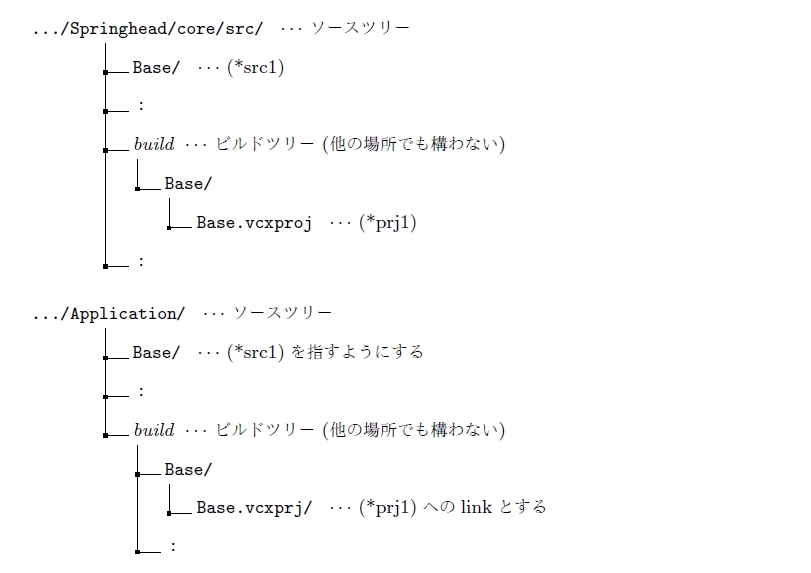 .../Springhead/core/src/ ··· ソースツリー
Base/ ··· (*src1)
:
build ··· ビルドツリー (他の場所でも構わない)
Base/
Base.vcxproj ··· (*prj1)
:
.../Application/ ··· ソースツリー
Base/ ··· (*src1) を指すようにする
:
build ··· ビルドツリー (他の場所でも構わない)
Base/
Base.vcxprj/ ··· (*prj1) への link とする
: